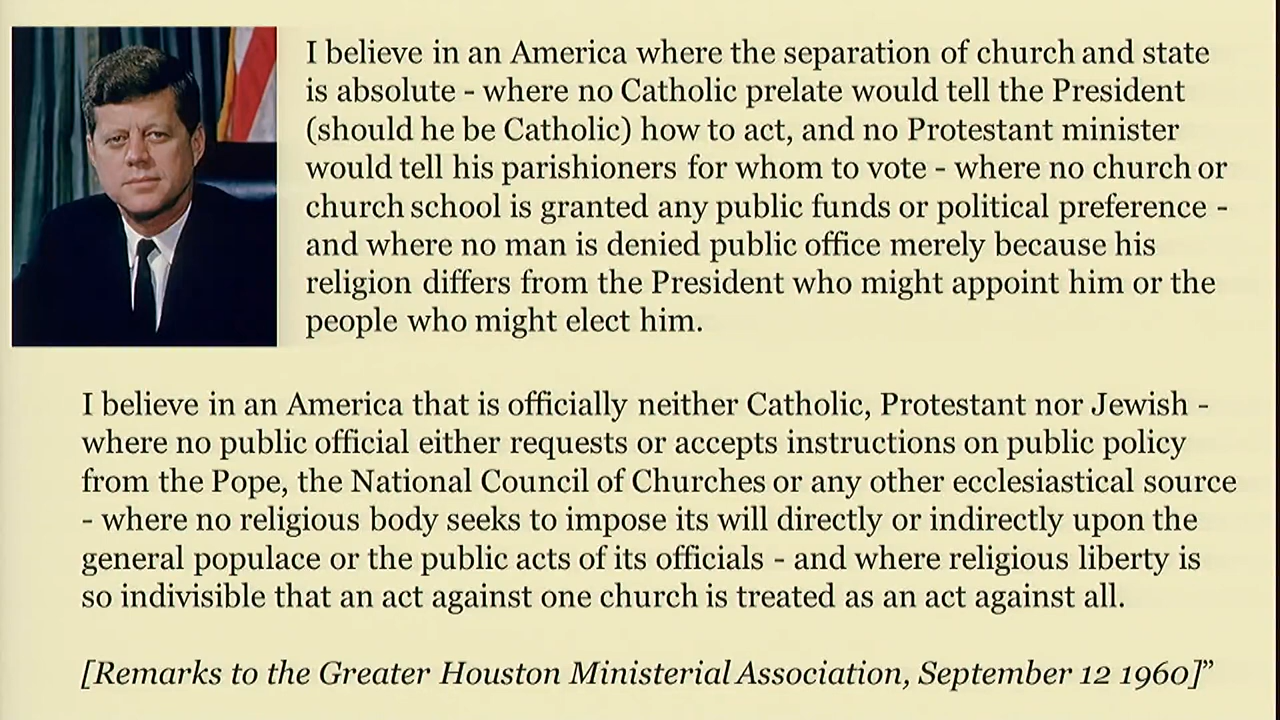 I believe in an America where the separation of church and state
is absolute - where no Catholic prelate would tell the President
(should he be Catholic) how to act, and no Protestant minister
would tell his parishioners for whom to vote - where no church or
church school is granted any public funds or political preference -
and where no man is denied public office merely because his
religion differs from the President who might appoint him or the
people who might elect him.
I believe in an America that is officially neither Catholic, Protestant nor Jewish -
where no public official either requests or accepts instructions on public policy
from the Pope, the National Council of Churches or any other ecclesiastical source
- where no religious body seeks to impose its will directly or indirectly upon the
general populace or the public acts of its officials - and where religious liberty is
so indivisible that an act against one church is treated as an act against all.
[Remarks to the Greater Houston Ministerial Association, September 12 1960]”